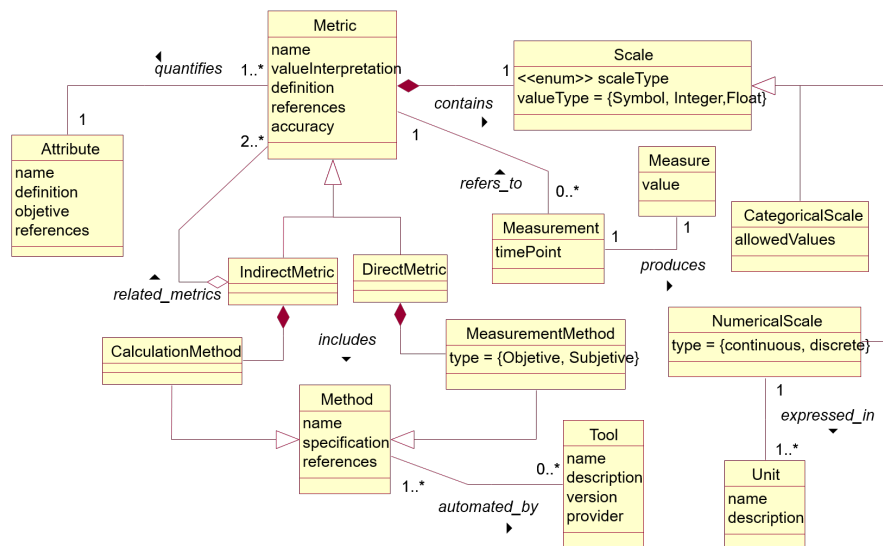 Metric
name
valueInterpretation
definition
references
accuracy
quantifies
1..*
1
Attribute
name
definition
objetive
references
2..*
related_metrics
1
contains
Scale
<<enum>> scaleType
valueType = {Symbol, Integer,Float}
1
refers_to
0..*
Measurement
timePoint
Measure
value
1
1
produces
CategoricalScale
allowedValues
IndirectMetric
DirectMetric
includes
CalculationMethod
MeasurementMethod
type = {Objetive, Subjetive}
NumericalScale
type = {continuous, discrete}
1
expressed_in
1..*
Unit
name
description
Method
name
specification
references
1..*
automated_by
0..*
Tool
name
description
version
provider